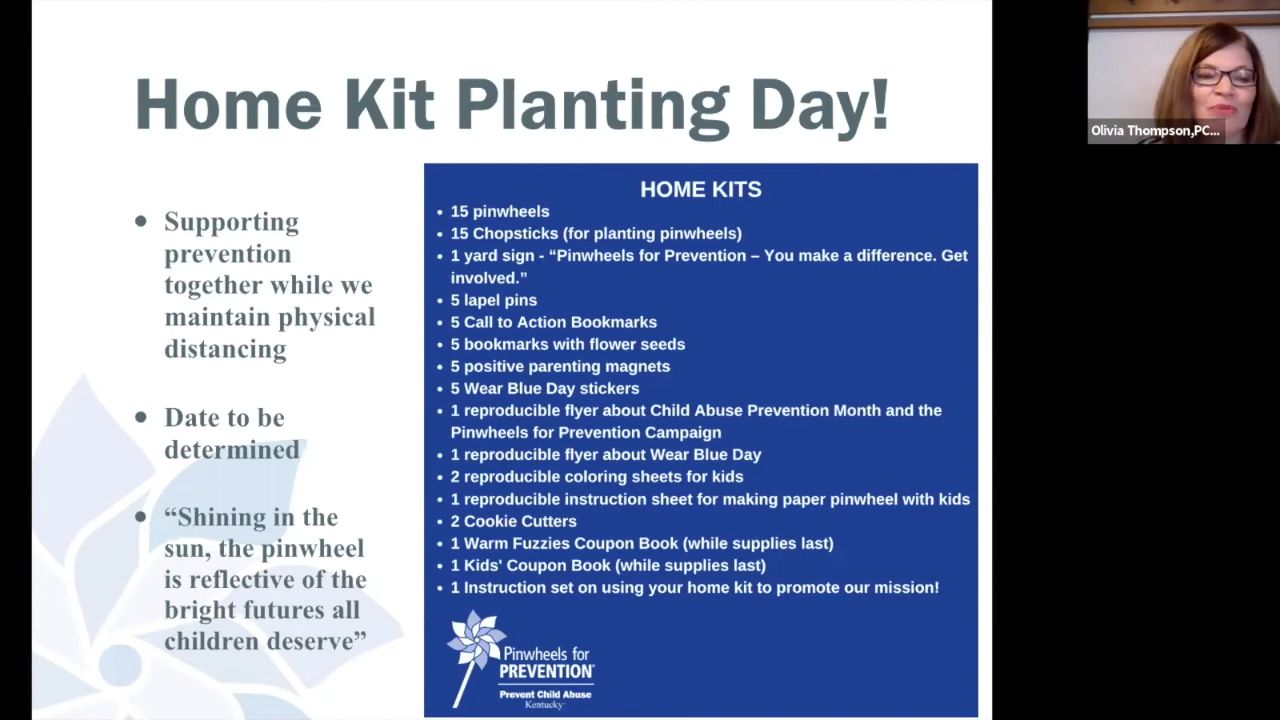 Home Kit Planting Day!
• Supporting
prevention
together while we
maintain physical
distancing
• Date to be
determined
• “Shining in the
sun, the pinwheel
is reflective of the
bright futures all
children deserve”
HOME KITS
• 15 pinwheels
• 15 Chopsticks (for planting pinwheels)
• 1 yard sign - “Pinwheels for Prevention – You make a difference. Get
involved.”
• 5 lapel pins
• 5 Call to Action Bookmarks
• 5 bookmarks with flower seeds
• 5 positive parenting magnets
• 5 Wear Blue Day stickers
• 1 reproducible flyer about Child Abuse Prevention Month and the
Pinwheels for Prevention Campaign
• 1 reproducible flyer about Wear Blue Day
• 2 reproducible coloring sheets for kids
• 1 reproducible instruction sheet for making paper pinwheel with kids
• 2 Cookie Cutters
• 1 Warm Fuzzies Coupon Book (while supplies last)
• 1 Kids' Coupon Book (while supplies last)
• 1 Instruction set on using your home kit to promote our mission!
Pinwheels for
PREVENTION
Prevent Child Abuse
Kentucky
Olivia Thompson,PC...